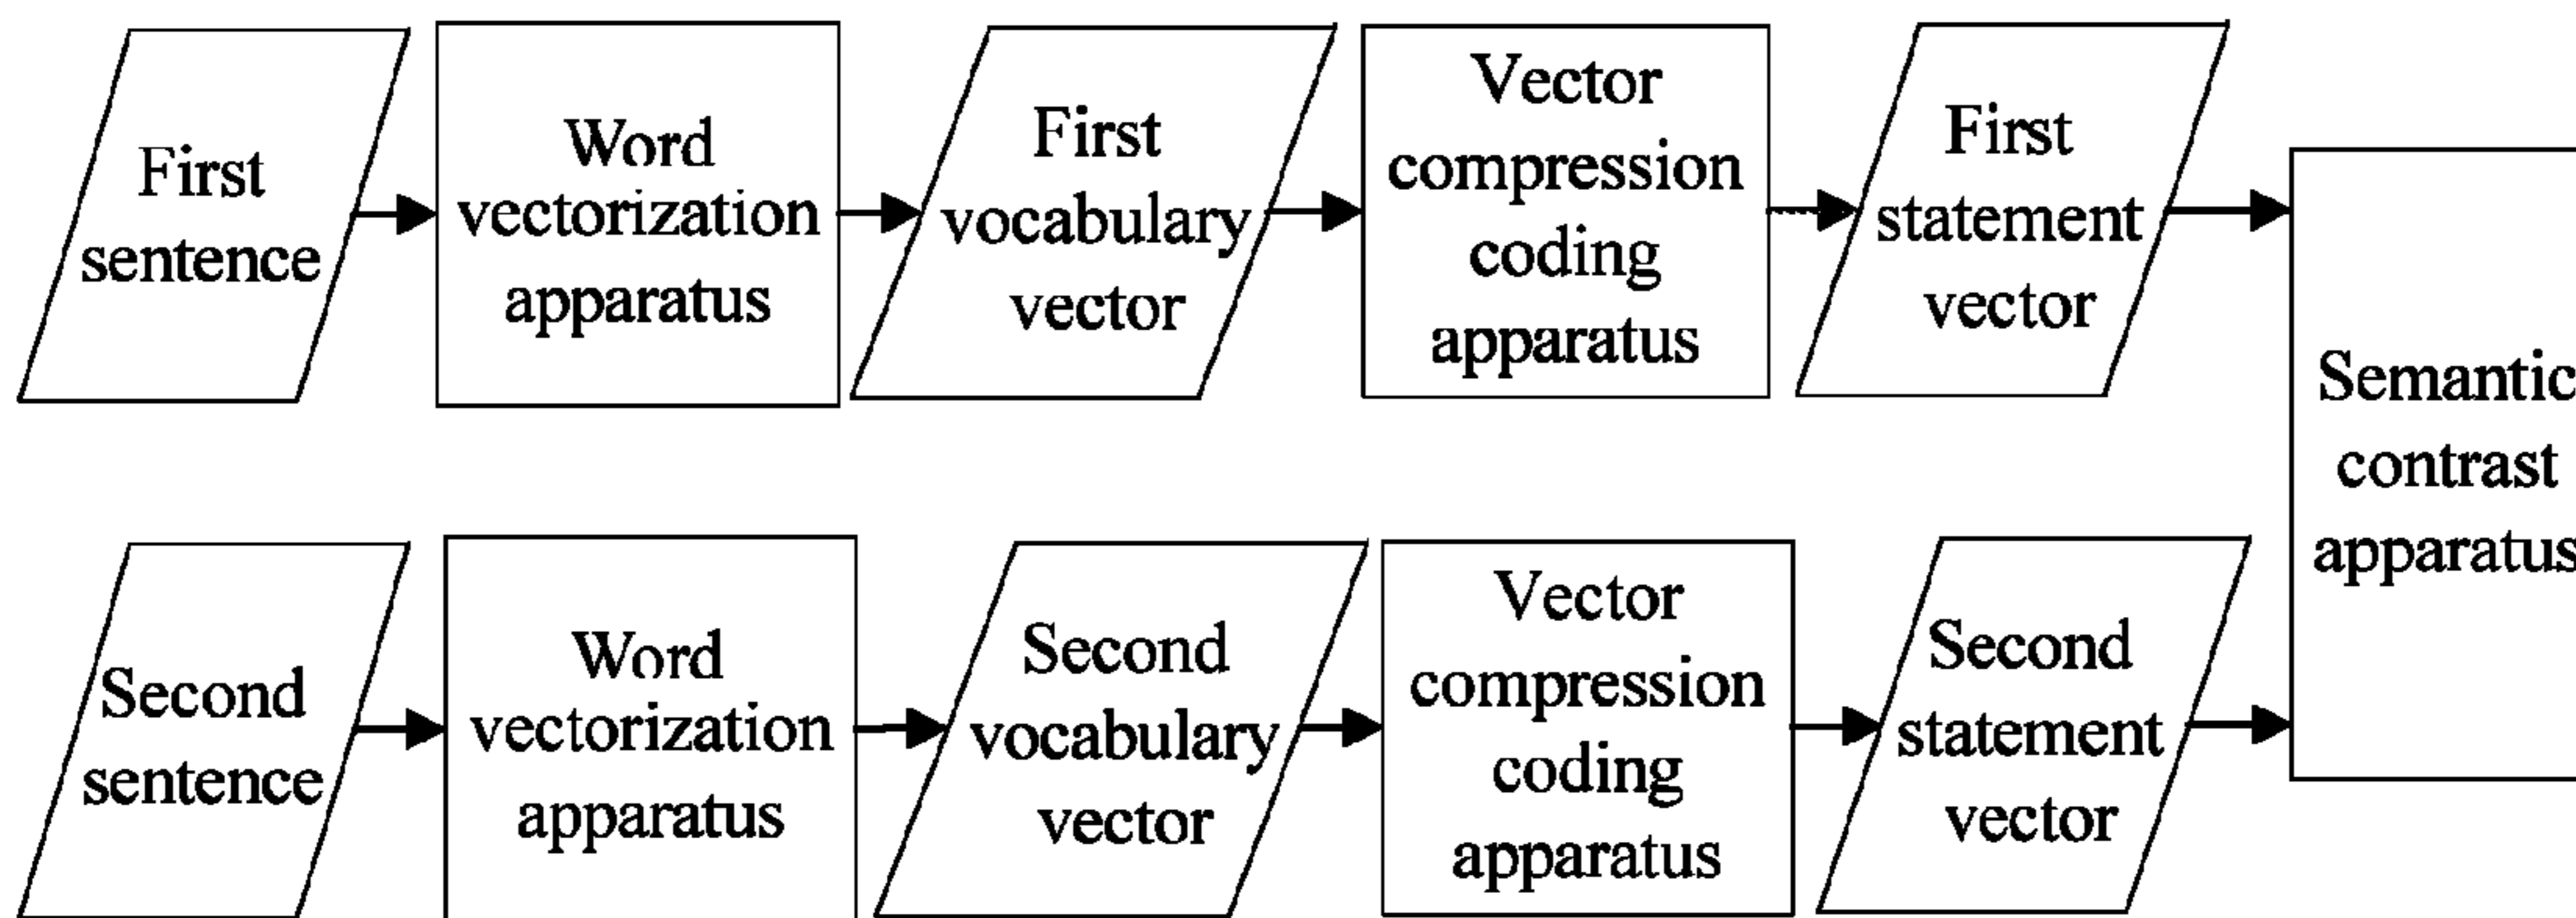 First
sentence
Word
vectorization
apparatus
First
vocabulary
vector
Vector
compression
coding
apparatus
First
statement
vector
Semantic
contrast
apparatus
Second
sentence
Word
vectorization
apparatus
Second
vocabulary
vector
Vector
compression
coding
apparatus
Second
statement
vector